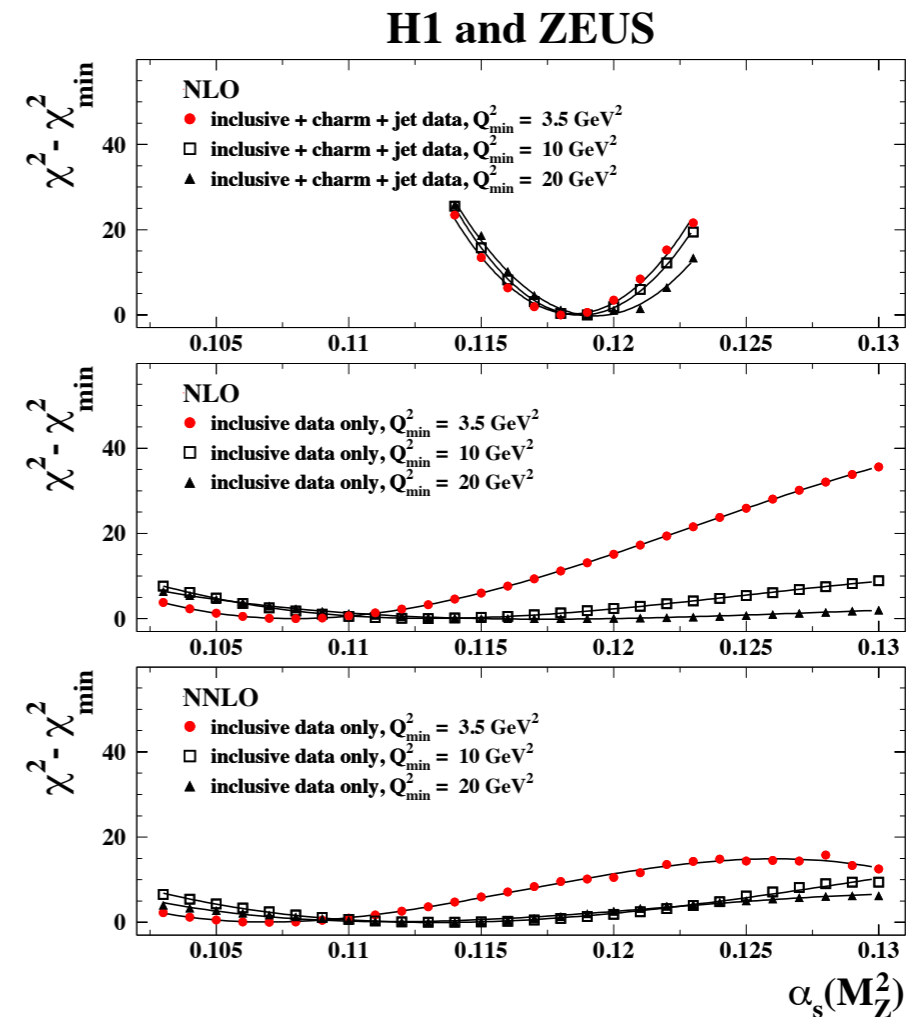 H1 and ZEUS
χ² - χ²min
NLO
inclusive + charm + jet data, Q²min = 3.5 GeV²
inclusive + charm + jet data, Q²min = 10 GeV²
inclusive + charm + jet data, Q²min = 20 GeV²
40
20
0
0.105 0.11 0.115 0.12 0.125 0.13
χ² - χ²min
NLO
inclusive data only, Q²min = 3.5 GeV²
inclusive data only, Q²min = 10 GeV²
inclusive data only, Q²min = 20 GeV²
40
20
0
0.105 0.11 0.115 0.12 0.125 0.13
χ² - χ²min
NNLO
inclusive data only, Q²min = 3.5 GeV²
inclusive data only, Q²min = 10 GeV²
inclusive data only, Q²min = 20 GeV²
40
20
0
0.105 0.11 0.115 0.12 0.125 0.13
αs(M²Z)